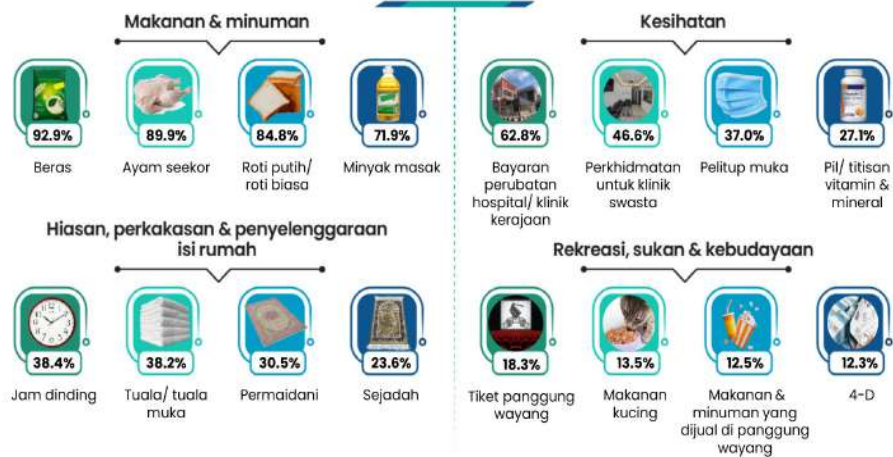 Makanan & minuman
92.9%
89.9%
84.8%
71.9%
Beras
Ayam seekor
Roti putih/
roti biasa
Minyak masak
Kesihatan
62.8%
46.6%
37.0%
27.1%
Bayaran
perubatan
hospital/ klinik
kerajaan
Perkhidmatan
untuk klinik
swasta
Pelitup muka
Pil/ titisan
vitamin &
mineral
Hiasan, perkakasan & penyelenggaraan
isi rumah
38.4%
38.2%
30.5%
23.6%
Jam dinding
Tuala/ tuala
muka
Permaidani
Sejadah
Rekreasi, sukan & kebudayaan
18.3%
13.5%
12.5%
12.3%
Tiket panggung
wayang
Makanan
kucing
Makanan &
minuman yang
dijual di panggung
wayang
4-D